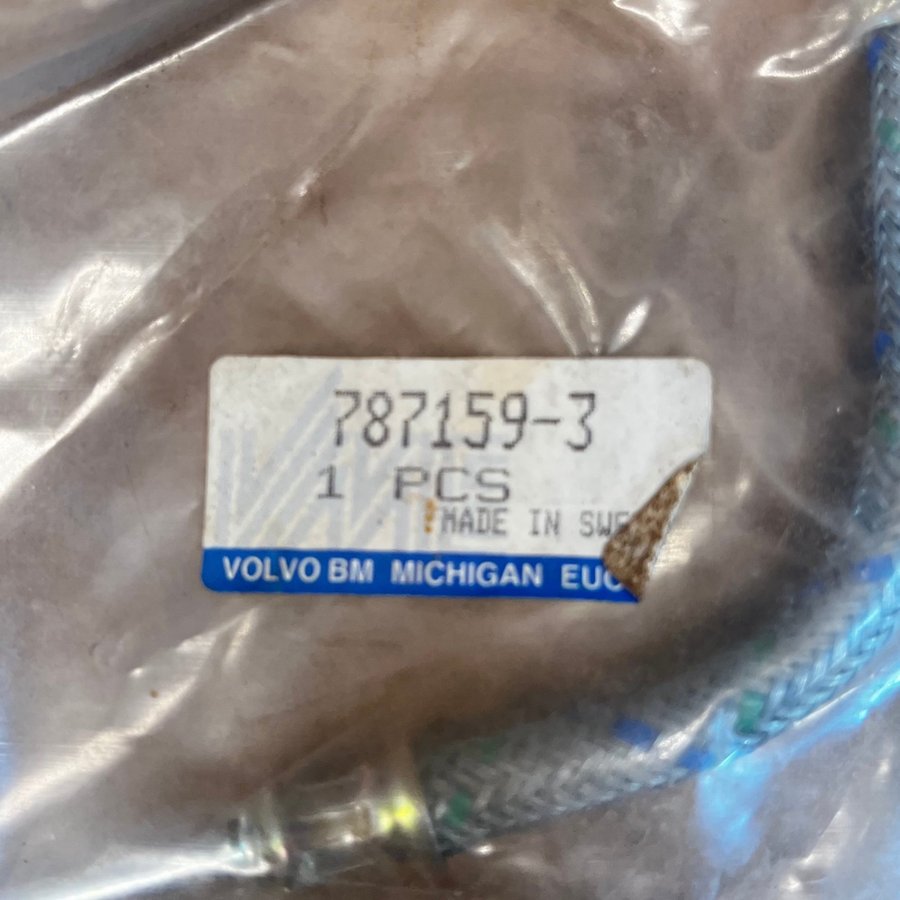 787159-3
1 PCS
MADE IN SWE
VOLVO BM MICHIGAN EUC